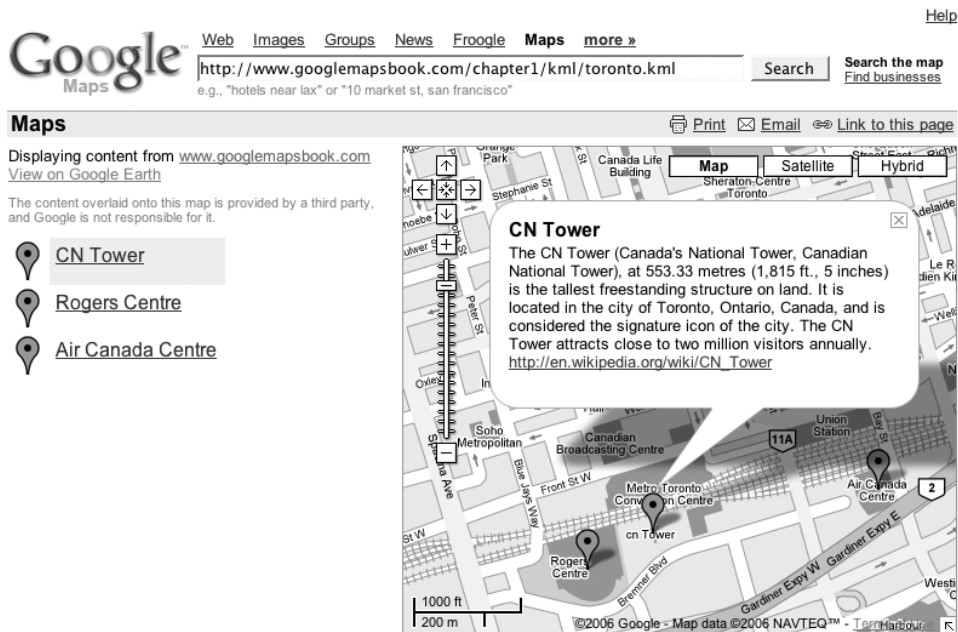 Help
Google™
Maps
Web Images Groups News Froogle Maps more »
http://www.googlemapsbook.com/chapter1/kml/toronto.kml
Search
Search the map
Find businesses
e.g., "hotels near lax" or "10 market st, san francisco"
Maps
Print Email Link to this page
Displaying content from www.googlemapsbook.com
View on Google Earth
The content overlaid onto this map is provided by a third party,
and Google is not responsible for it.
CN Tower
Rogers Centre
Air Canada Centre
Park
Canada Life
Building
Map Satellite Hybrid
Stephanie St
Sheraton Centre
Toronto
Adelaide
CN Tower
The CN Tower (Canada's National Tower, Canadian
National Tower), at 553.33 metres (1,815 ft., 5 inches)
is the tallest freestanding structure on land. It is
located in the city of Toronto, Ontario, Canada, and is
considered the signature icon of the city. The CN
Tower attracts close to two million visitors annually.
http://en.wikipedia.org/wiki/CN_Tower
Peter St
Soho
Metropolitan
Canadian
Broadcasting Centre
Union
Station
Bay St
11A
Blue Jays Way
Front St W
Metro Toronto
Convention Centre
Air Canada
Centre
2
cn Tower
Rogers
Centre
Bremner Blvd
Gardiner Expy W
Gardiner Expy E
1000 ft
200 m
©2006 Google - Map data ©2006 NAVTEQ™ -
Harbour